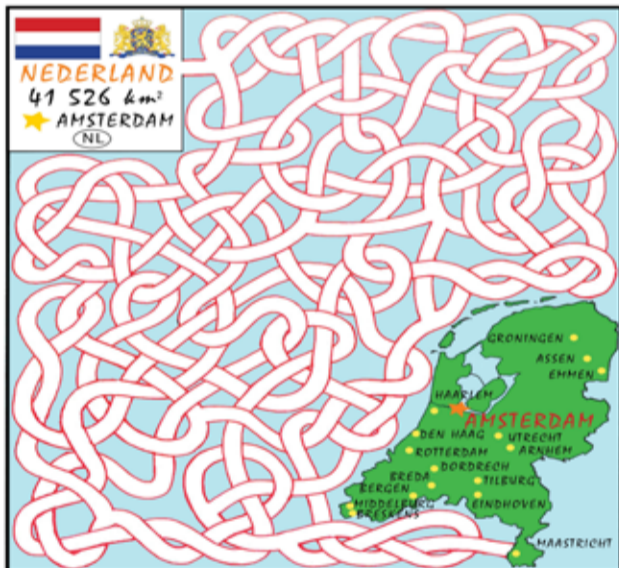 NEDERLAND
41 526 km²
AMSTERDAM
NL
GRONINGEN
ASSEN
EMMEN
HAARLEM
AMSTERDAM
DEN HAAG
UTRECHT
ROTTERDAM
ARNHEM
DORDRECH
BREDA
TILBURG
BERGEN
MIDDELBURG
EINDHOVEN
BRESKENS
MAASTRICHT